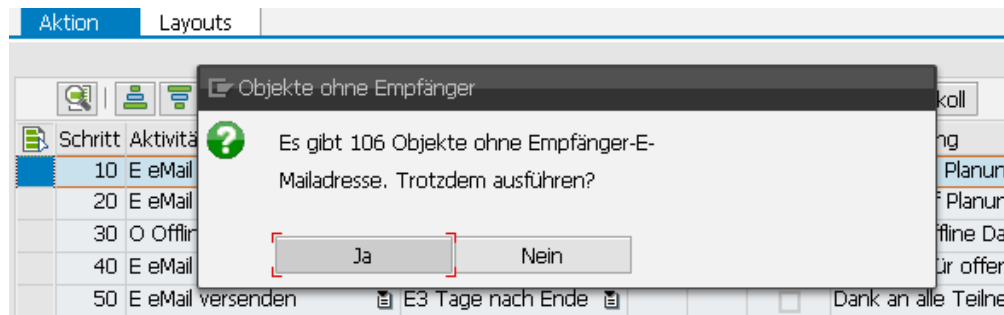 Aktion Layouts
Objekte ohne Empfänger
koll
Schritt Aktivitä ng
Es gibt 106 Objekte ohne Empfänger-E-
Mailadresse. Trotzdem ausführen?
10 E eMail Planun
20 E eMail Planun
30 O Offlin ffline Da
Ja Nein
40 E eMail ür offen
50 E eMail versenden E3 Tage nach Ende Dank an alle Teilne